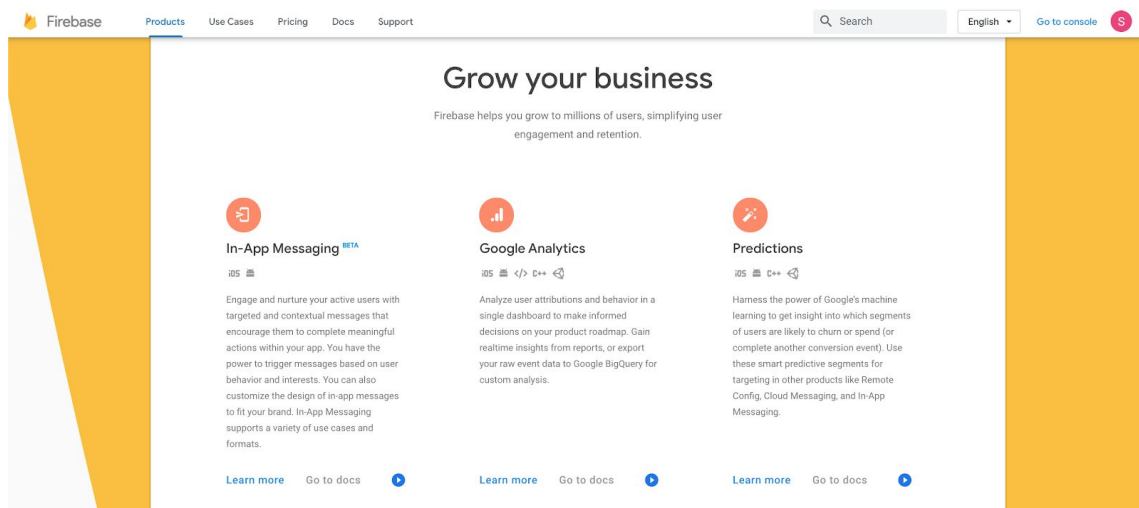 Firebase
Products
Use Cases
Pricing
Docs
Support
Search
English
Go to console
S
Grow your business
Firebase helps you grow to millions of users, simplifying user
engagement and retention.
In-App Messaging BETA
iOS
Engage and nurture your active users with
targeted and contextual messages that
encourage them to complete meaningful
actions within your app. You have the
power to trigger messages based on user
behavior and interests. You can also
customize the design of in-app messages
to fit your brand. In-App Messaging
supports a variety of use cases and
formats.
Learn more
Go to docs
Google Analytics
iOS </> C++
Analyze user attributions and behavior in a
single dashboard to make informed
decisions on your product roadmap. Gain
realtime insights from reports, or export
your raw event data to Google BigQuery for
custom analysis.
Learn more
Go to docs
Predictions
iOS C++
Harness the power of Google's machine
learning to get insight into which segments
of users are likely to churn or spend (or
complete another conversion event). Use
these smart predictive segments for
targeting in other products like Remote
Config, Cloud Messaging, and In-App
Messaging.
Learn more
Go to docs